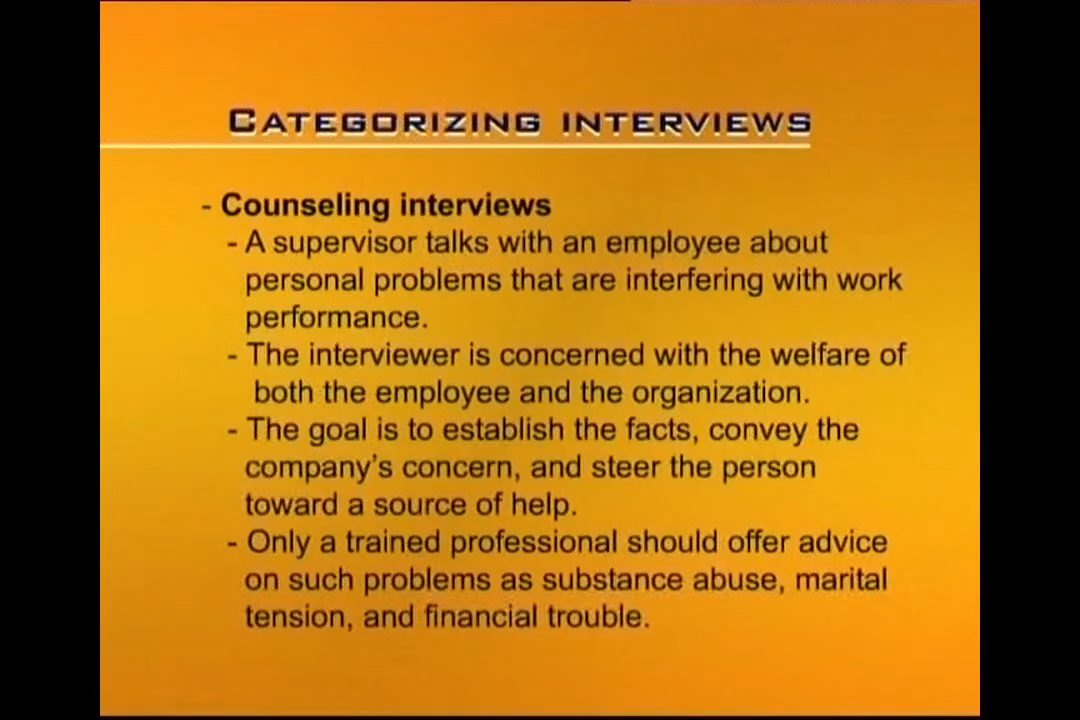 CATEGORIZING INTERVIEWS
- Counseling interviews
- A supervisor talks with an employee about
personal problems that are interfering with work
performance.
- The interviewer is concerned with the welfare of
both the employee and the organization.
- The goal is to establish the facts, convey the
company's concern, and steer the person
toward a source of help.
- Only a trained professional should offer advice
on such problems as substance abuse, marital
tension, and financial trouble.